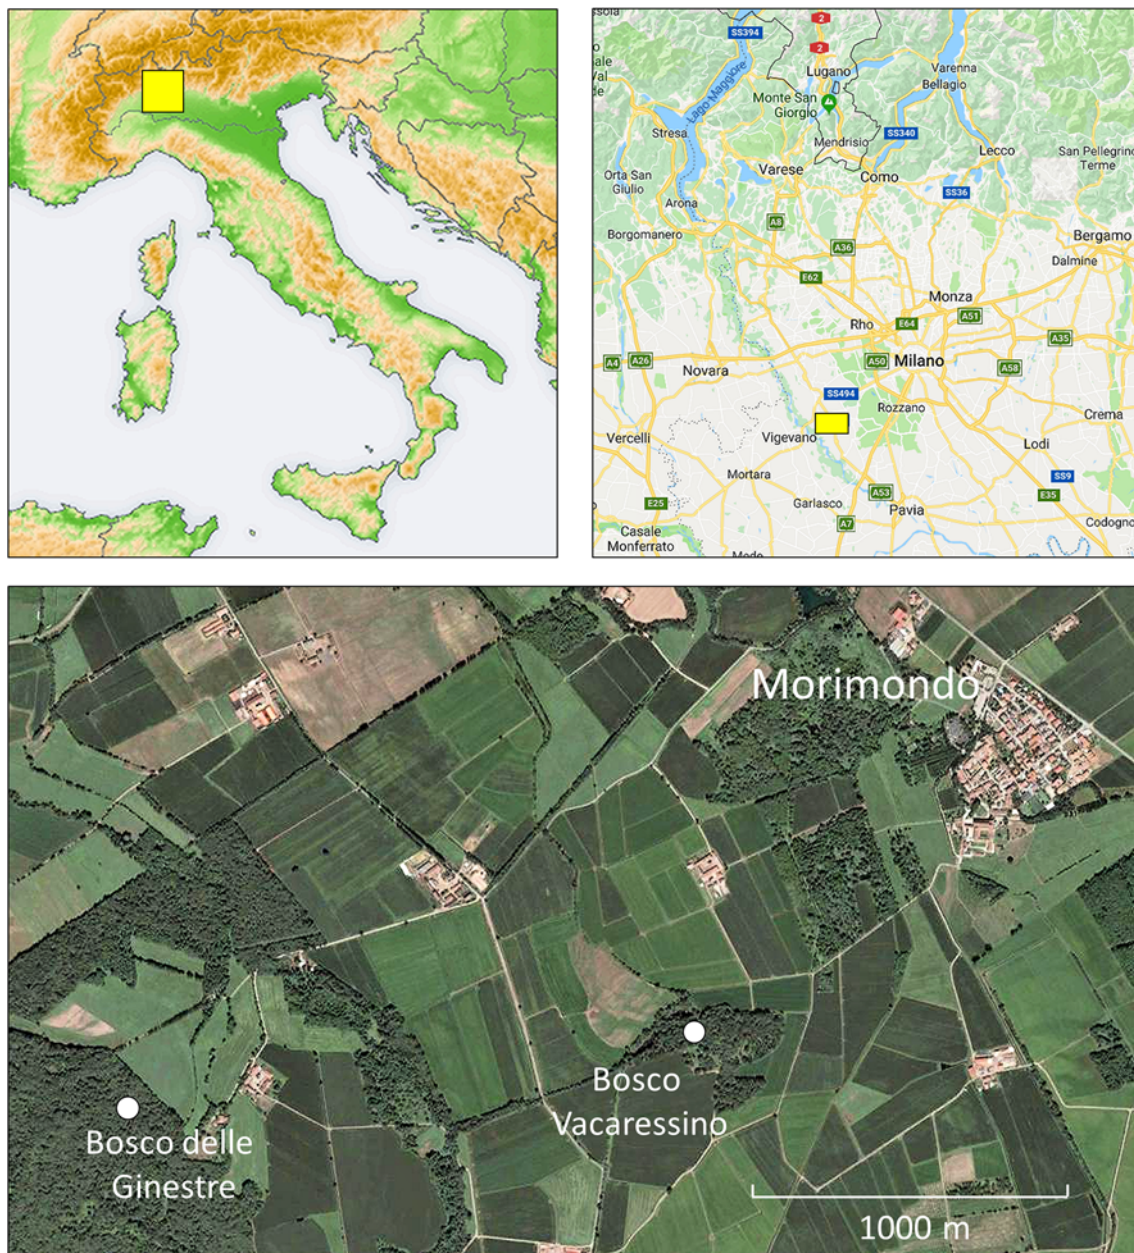 SS394
2
2
Lugano
Lago Maggiore
Varenna
Bellagio
Monte San
Giorgio
Stresa
Mendrisio
SS340
Lecco
San Pellegrino
Terme
Varese
Como
Orta San
Giulio
SS36
Arona
A8
Borgomanero
A36
Bergamo
Dalmine
E62
Monza
A51
Rho
E64
A35
A4
A26
A50
Milano
A58
Novara
SS494
Rozzano
Crema
Vercelli
Vigevano
Lodi
Mortara
SS9
E25
Garlasco
A53
E35
Pavia
A7
Codogno
Casale
Monferrato
Morimondo
Bosco
Vacaressino
Bosco delle
Ginestre
1000 m